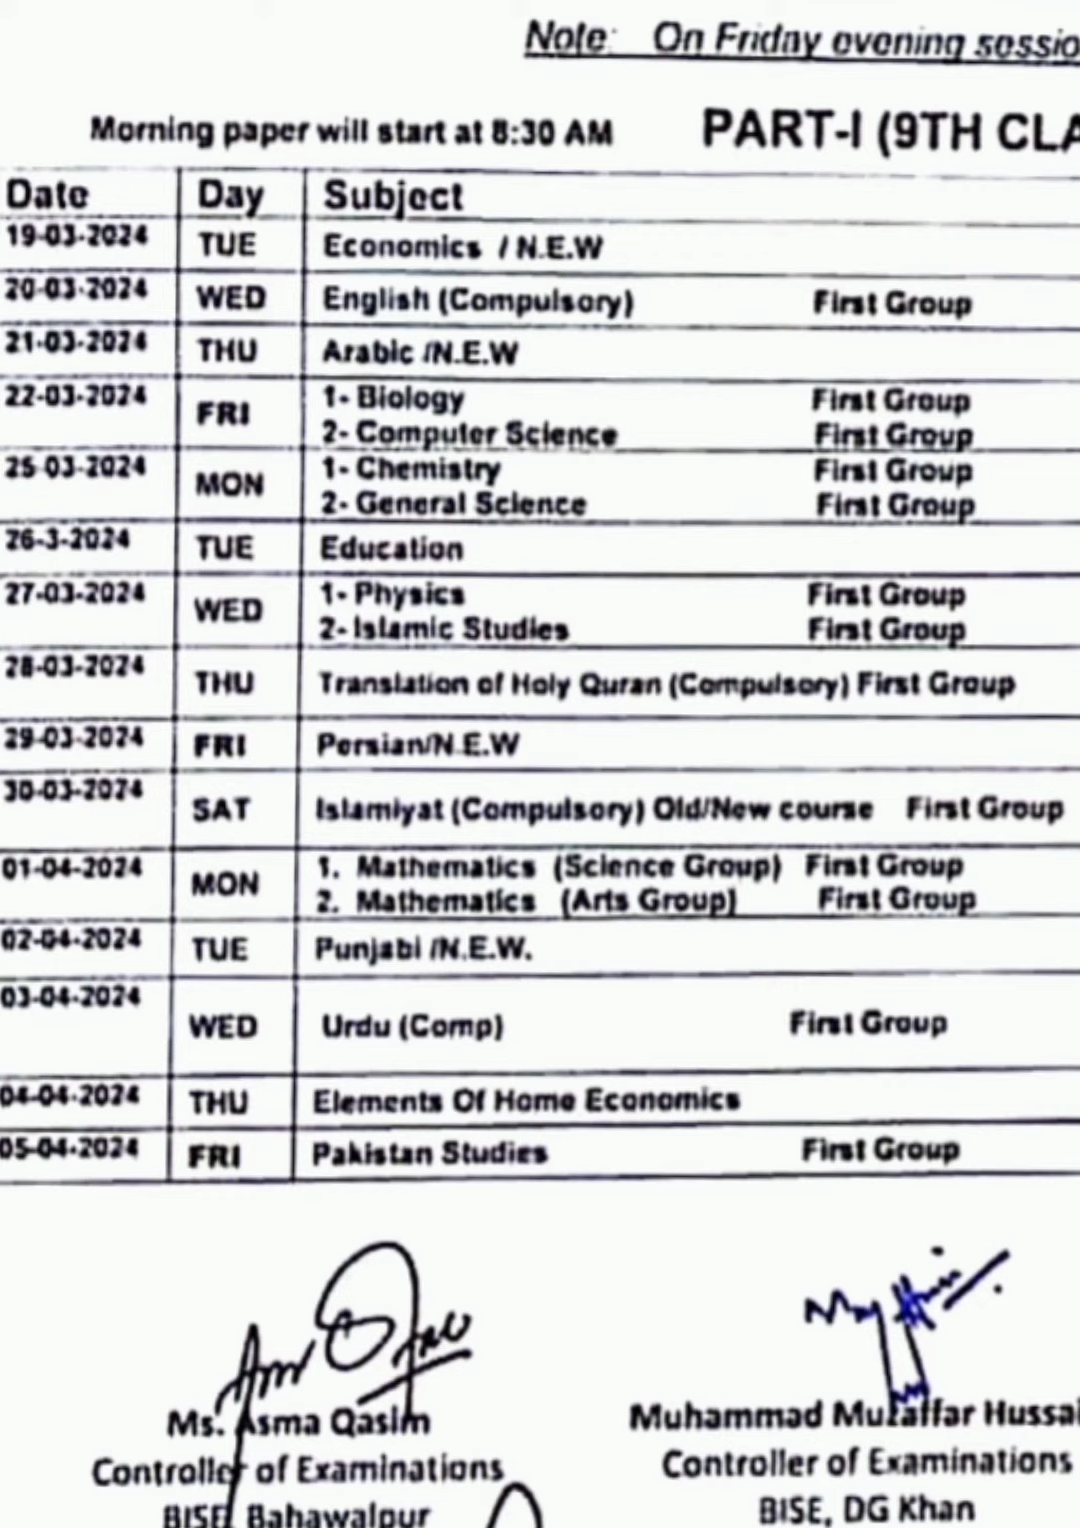 Note: On Friday evening sessio
Morning paper will start at 8:30 AM PART-I (9TH CLA
Date Day Subject
19-03-2024 TUE Economics / N.E.W
20-03-2024 WED English (Compulsory) First Group
21-03-2024 THU Arabic /N.E.W
22-03-2024 FRI 1- Biology First Group
2- Computer Science First Group
25-03-2024 MON 1- Chemistry First Group
2- General Science First Group
26-3-2024 TUE Education
27-03-2024 WED 1- Physics First Group
2- Islamic Studies First Group
28-03-2024 THU Translation of Holy Quran (Compulsory) First Group
29-03-2024 FRI Persian/N.E.W
30-03-2024 SAT Islamiyat (Compulsory) Old/New course First Group
01-04-2024 MON 1. Mathematics (Science Group) First Group
2. Mathematics (Arts Group) First Group
02-04-2024 TUE Punjabi /N.E.W.
03-04-2024 WED Urdu (Comp) First Group
04-04-2024 THU Elements Of Home Economics
05-04-2024 FRI Pakistan Studies First Group
Ms. Asma Qasim Muhammad Muzaffar Hussai
Controller of Examinations Controller of Examinations
BISE, Bahawalpur BISE, DG Khan